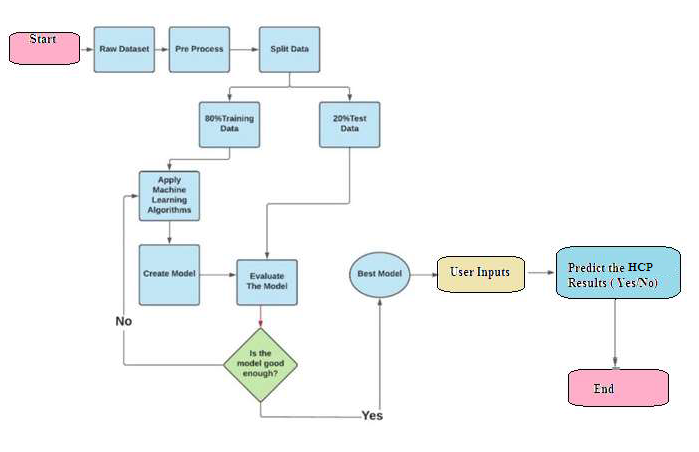 Start
Raw Dataset
Pre Process
Split Data
80%Training
Data
20%Test
Data
Apply
Machine
Learning
Algorithms
Create Model
Evaluate
The Model
Best Model
User Inputs
Predict the HCP
Results ( Yes/No)
No
Is the
model good
enough?
Yes
End